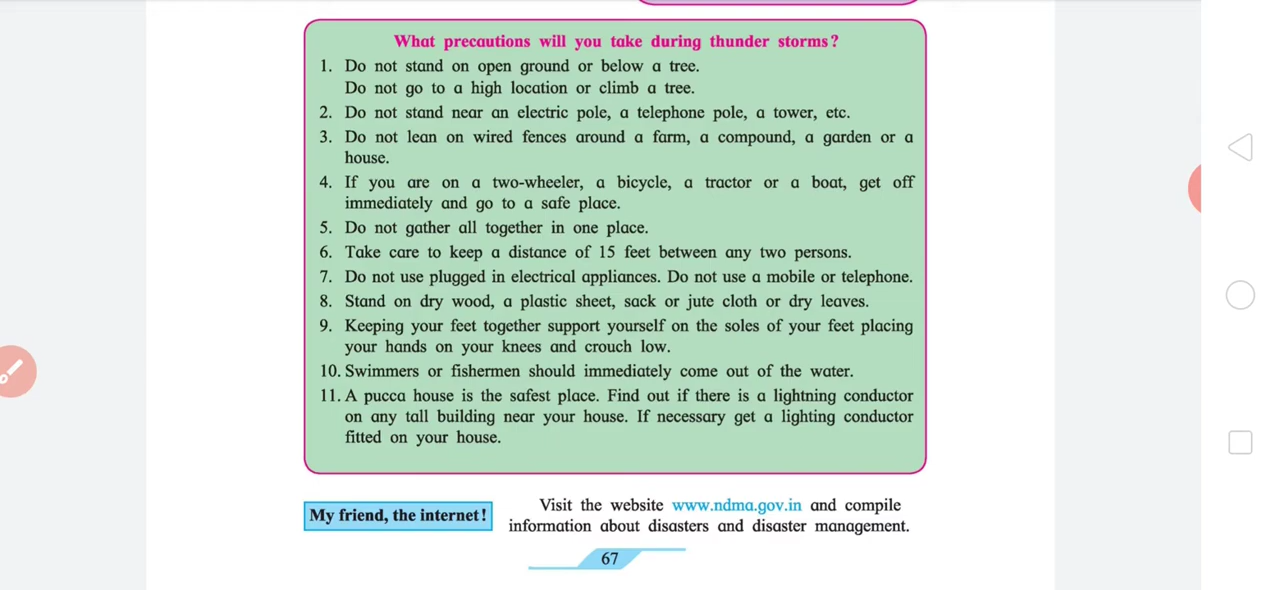 What precautions will you take during thunder storms?
1. Do not stand on open ground or below a tree.
Do not go to a high location or climb a tree.
2. Do not stand near an electric pole, a telephone pole, a tower, etc.
3. Do not lean on wired fences around a farm, a compound, a garden or a
house.
4. If you are on a two-wheeler, a bicycle, a tractor or a boat, get off
immediately and go to a safe place.
5. Do not gather all together in one place.
6. Take care to keep a distance of 15 feet between any two persons.
7. Do not use plugged in electrical appliances. Do not use a mobile or telephone.
8. Stand on dry wood, a plastic sheet, sack or jute cloth or dry leaves.
9. Keeping your feet together support yourself on the soles of your feet placing
your hands on your knees and crouch low.
10. Swimmers or fishermen should immediately come out of the water.
11. A pucca house is the safest place. Find out if there is a lightning conductor
on any tall building near your house. If necessary get a lighting conductor
fitted on your house.
My friend, the internet!
Visit the website www.ndma.gov.in and compile
information about disasters and disaster management.
67